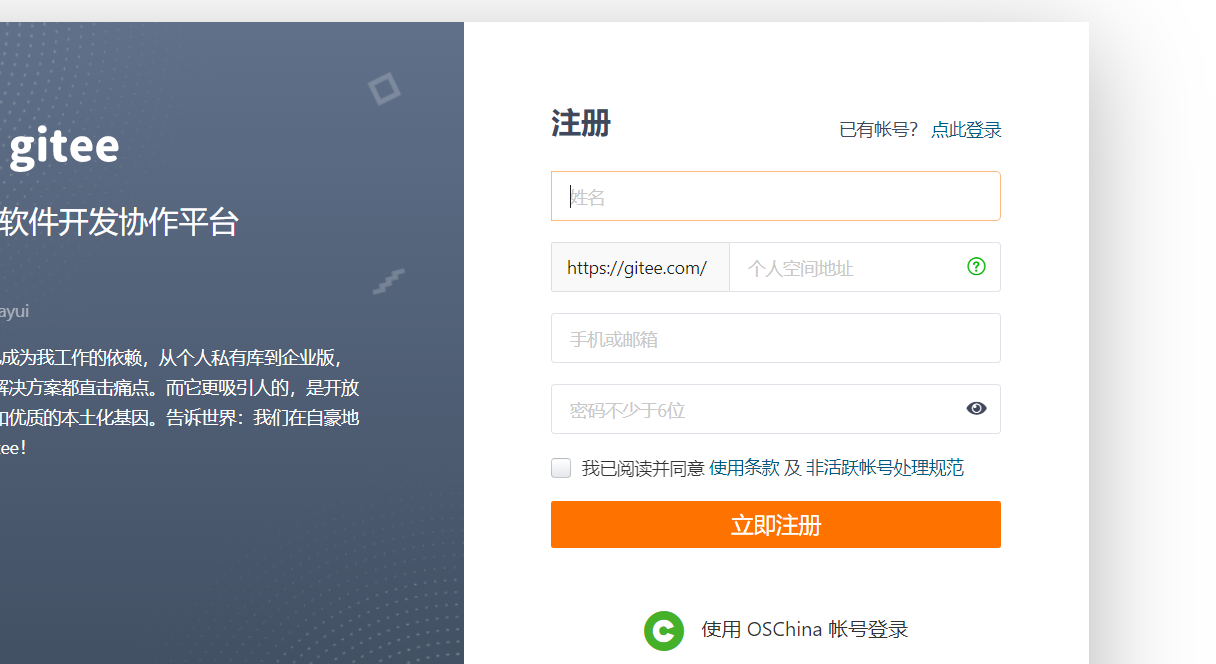 gitee
软件开发协作平台
ayui
成为我工作的依赖，从个人私有库到企业版，
解决方案都直击痛点。而它更吸引人的，是开放
和优质的本土化基因。告诉世界：我们在自豪地
tee！
注册
已有帐号？ 点此登录
姓名
https://gitee.com/ 个人空间地址
手机或邮箱
密码不少于6位
我已阅读并同意 使用条款 及 非活跃帐号处理规范
立即注册
使用 OSChina 帐号登录